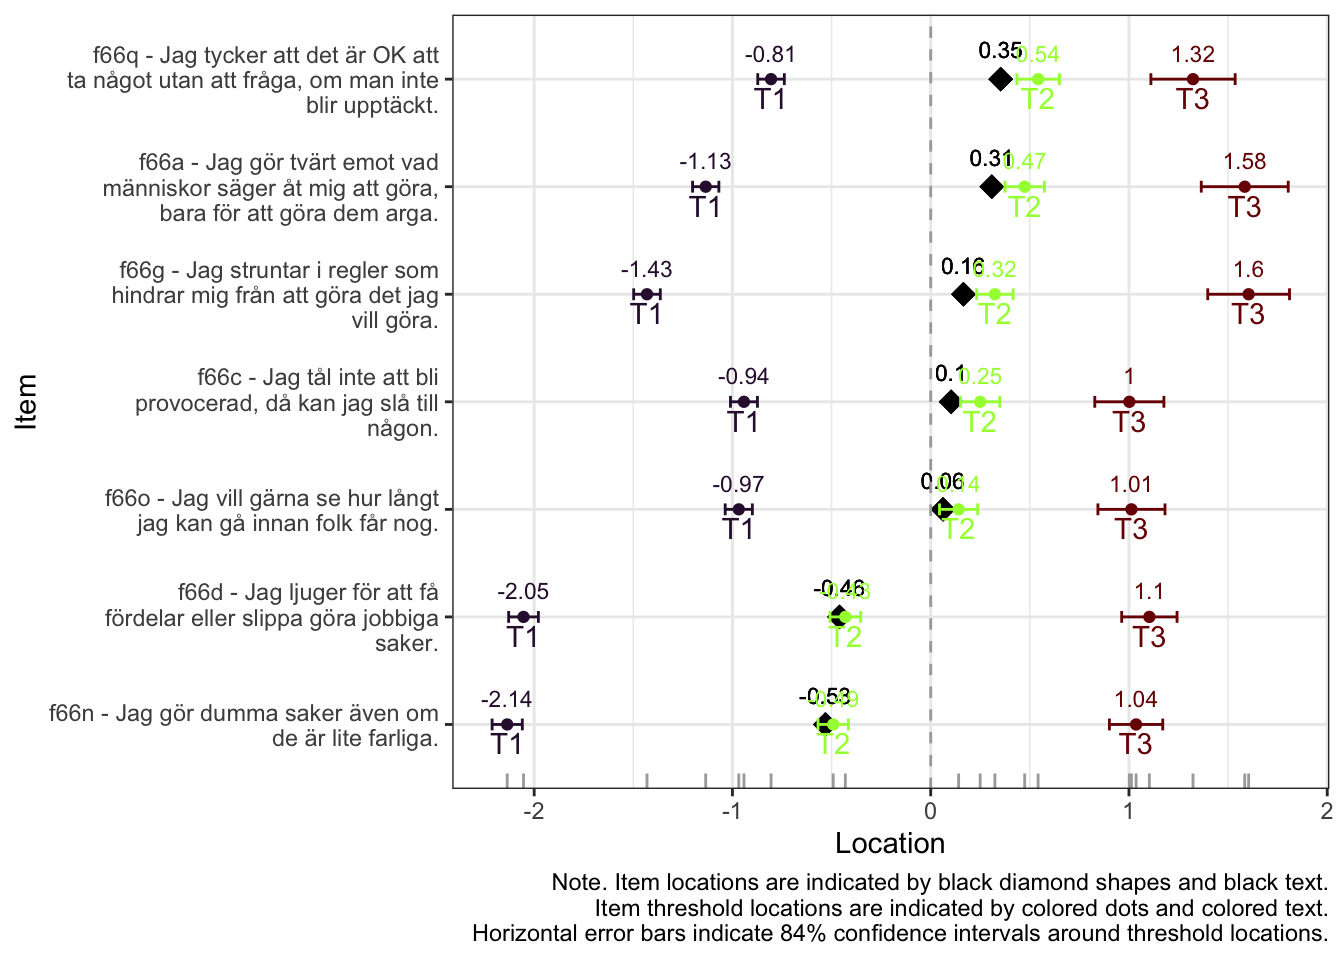 f66q - Jag tycker att det är OK att
ta något utan att fråga, om man inte
blir upptäckt.
-0.81
0.35
0.54
1.32
T1
T2
T3
f66a - Jag gör tvärt emot vad
människor säger åt mig att göra,
bara för att göra dem arga.
-1.13
0.31
0.47
1.58
T1
T2
T3
f66g - Jag struntar i regler som
hindrar mig från att göra det jag
vill göra.
-1.43
0.16
0.32
1.6
T1
T2
T3
f66c - Jag tål inte att bli
provocerad, då kan jag slå till
någon.
-0.94
0.1
0.25
1
T1
T2
T3
f66o - Jag vill gärna se hur långt
jag kan gå innan folk får nog.
-0.97
0.06
0.14
1.01
T1
T2
T3
f66d - Jag ljuger för att få
fördelar eller slippa göra jobbiga
saker.
-2.05
-0.46
-0.43
1.1
T1
T2
T3
f66n - Jag gör dumma saker även om
de är lite farliga.
-2.14
-0.53
-0.49
1.04
T1
T2
T3
Item
-2
-1
0
1
2
Location
Note. Item locations are indicated by black diamond shapes and black text.
Item threshold locations are indicated by colored dots and colored text.
Horizontal error bars indicate 84% confidence intervals around threshold locations.